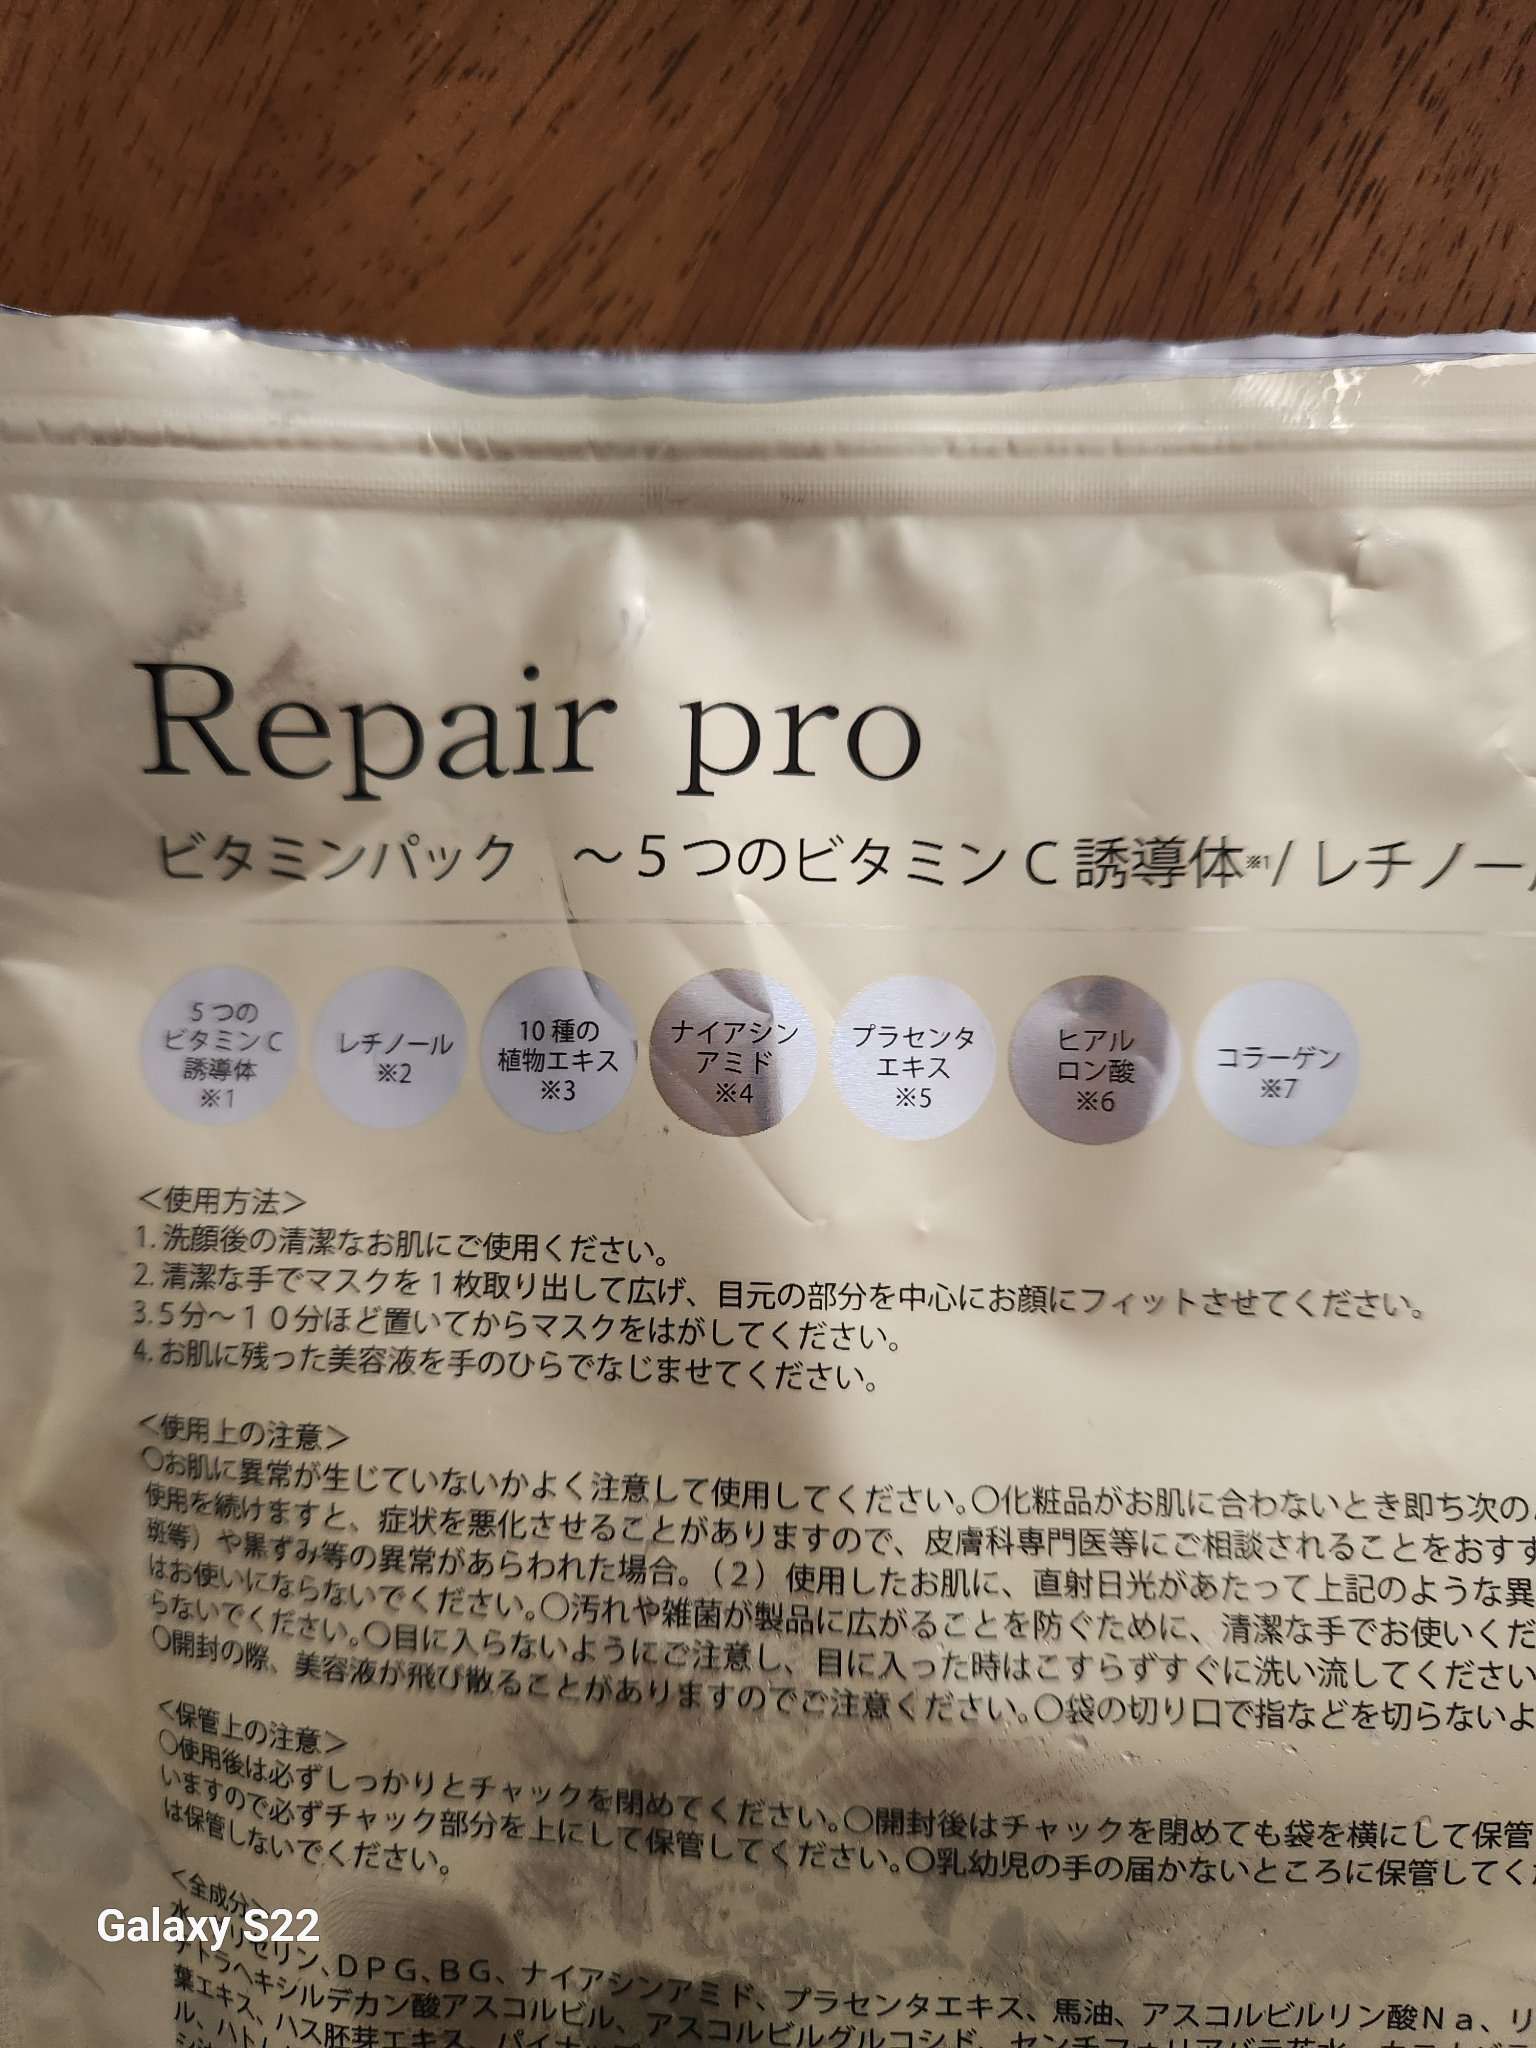 Repair pro
ビタミンパック ～5つのビタミンC誘導体※1/ レチノール
5つの
ビタミンC
誘導体
※1
レチノール
※2
10種の
植物エキス
※3
ナイアシン
アミド
※4
プラセンタ
エキス
※5
ヒアル
ロン酸
※6
コラーゲン
※7
＜使用方法＞
1. 洗顔後の清潔なお肌にご使用ください。
2. 清潔な手でマスクを1枚取り出して広げ、目元の部分を中心にお顔にフィットさせてください。
3.5分～10分ほど置いてからマスクをはがしてください。
4. お肌に残った美容液を手のひらでなじませてください。
＜使用上の注意＞
〇お肌に異常が生じていないかよく注意して使用してください。〇化粧品がお肌に合わないとき即ち次の
使用を続けますと、症状を悪化させることがありますので、皮膚科専門医等にご相談されることをおすす
斑等）や黒ずみ等の異常があらわれた場合。（2）使用したお肌に、直射日光があたって上記のような異
はお使いにならないでください。〇汚れや雑菌が製品に広がることを防ぐために、清潔な手でお使いくだ
らないでください。〇目に入らないようにご注意し、目に入った時はこすらずすぐに洗い流してください
〇開封の際、美容液が飛び散ることがありますのでご注意ください。〇袋の切り口で指などを切らないよ
＜保管上の注意＞
〇使用後は必ずしっかりとチャックを閉めてください。〇開封後はチャックを閉めても袋を横にして保管
いますので必ずチャック部分を上にして保管してください。〇乳幼児の手の届かないところに保管してく
は保管しないでください。
＜全成分＞
水、グリセリン、DPG、BG、ナイアシンアミド、プラセンタエキス、馬油、アスコルビルリン酸Na、リ
テトラヘキシルデカン酸アスコルビル、アスコルビルグルコシド、
葉エキス、ハス胚芽エキス、
Galaxy S22